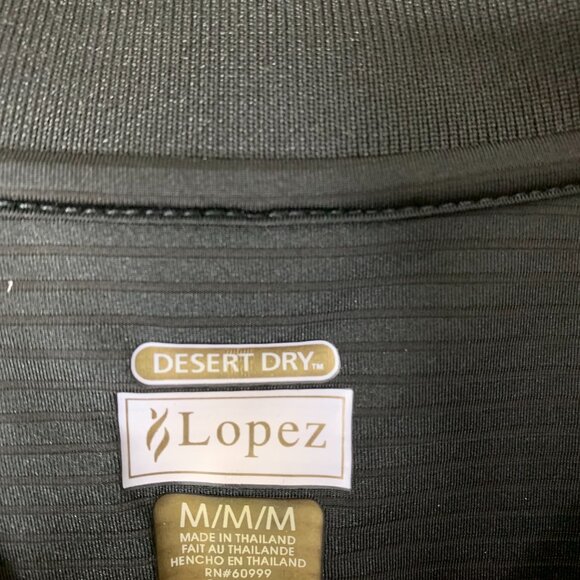 DESERT DRY™
Lopez
M/M/M
MADE IN THAILAND
FAIT AU THAILANDE
HENCHO EN THAILAND
RN#60999